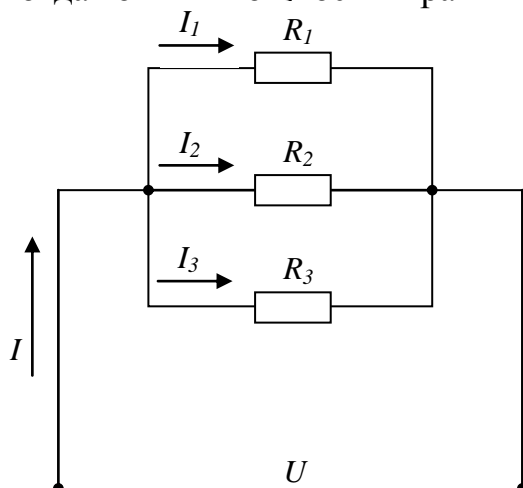 I₁ R₁
I₂ R₂
I₃ R₃
I
U